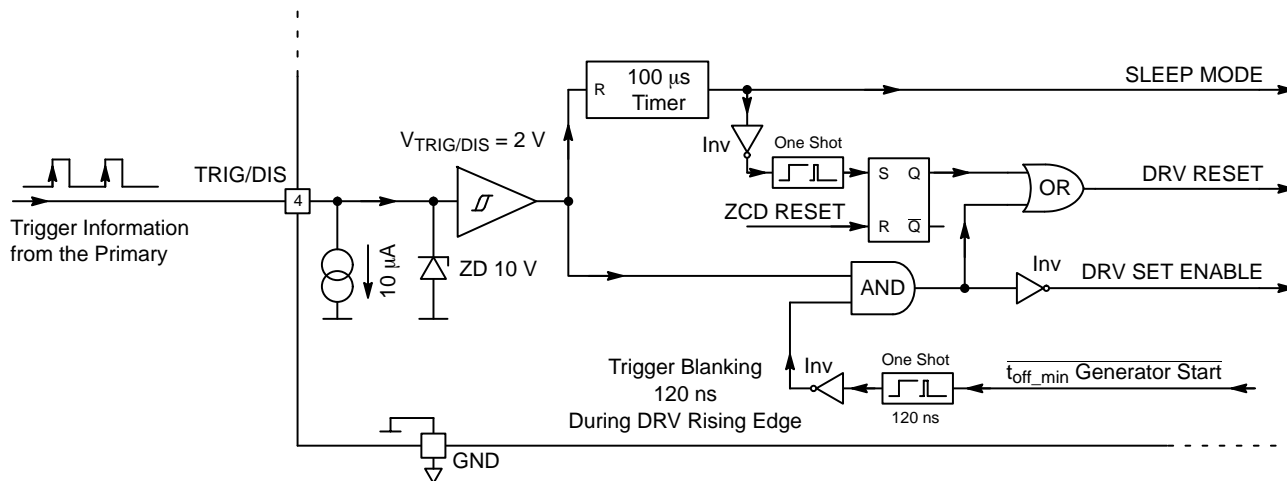 100 μs
Timer
R
SLEEP MODE
VTRIG/DIS = 2 V
Inv
One Shot
TRIG/DIS
4
S Q
R Q̅
OR
DRV RESET
ZCD RESET
Trigger Information
from the Primary
10 μA
ZD 10 V
AND
Inv
DRV SET ENABLE
Trigger Blanking
120 ns
During DRV Rising Edge
Inv
One Shot
120 ns
toff_min Generator Start
GND